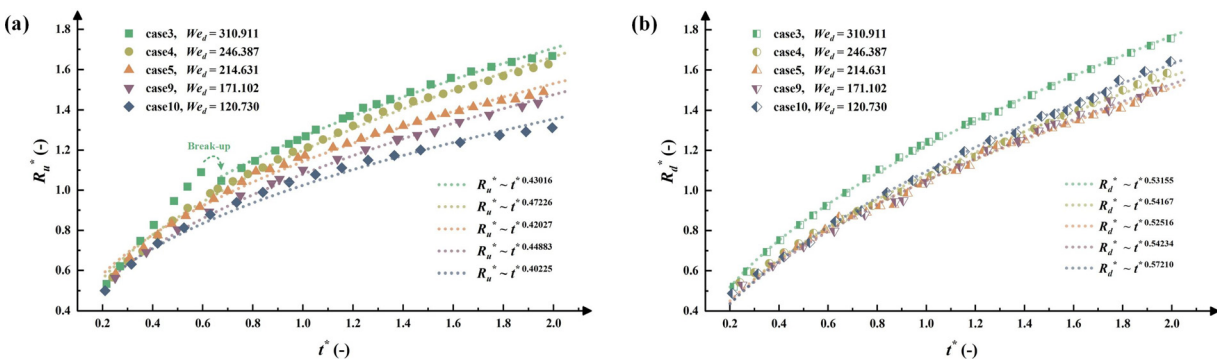 (a)
case3, We_d = 310.911
case4, We_d = 246.387
case5, We_d = 214.631
case9, We_d = 171.102
case10, We_d = 120.730
Break-up
R_u^* ~ t^{*0.43016}
R_u^* ~ t^{*0.47226}
R_u^* ~ t^{*0.42027}
R_u^* ~ t^{*0.44883}
R_u^* ~ t^{*0.40225}
R_u^* (-)
1.8
1.6
1.4
1.2
1.0
0.8
0.6
0.4
0.2 0.4 0.6 0.8 1.0 1.2 1.4 1.6 1.8 2.0
t^* (-)
(b)
case3, We_d = 310.911
case4, We_d = 246.387
case5, We_d = 214.631
case9, We_d = 171.102
case10, We_d = 120.730
R_d^* ~ t^{*0.53155}
R_d^* ~ t^{*0.54167}
R_d^* ~ t^{*0.52516}
R_d^* ~ t^{*0.54234}
R_d^* ~ t^{*0.57210}
R_d^* (-)
1.8
1.6
1.4
1.2
1.0
0.8
0.6
0.4
0.2 0.4 0.6 0.8 1.0 1.2 1.4 1.6 1.8 2.0
t^* (-)